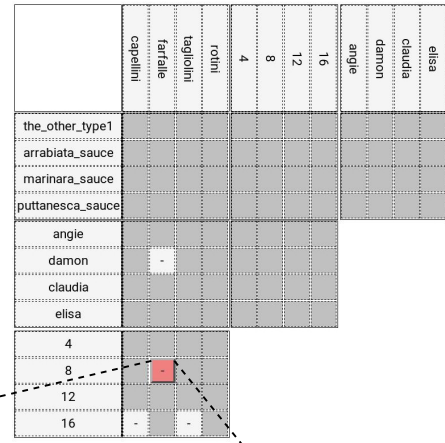 capellini farfalle tagliolini rotini 4 8 12 16 angie damon claudia elisa
the_other_type1
arrabiata_sauce
marinara_sauce
puttanesca_sauce
angie
damon -
claudia
elisa
4
8 -
12
16 - -